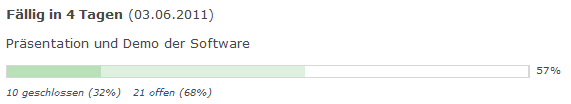 Fällig in 4 Tagen (03.06.2011)
Präsentation und Demo der Software
57%
10 geschlossen (32%) 21 offen (68%)